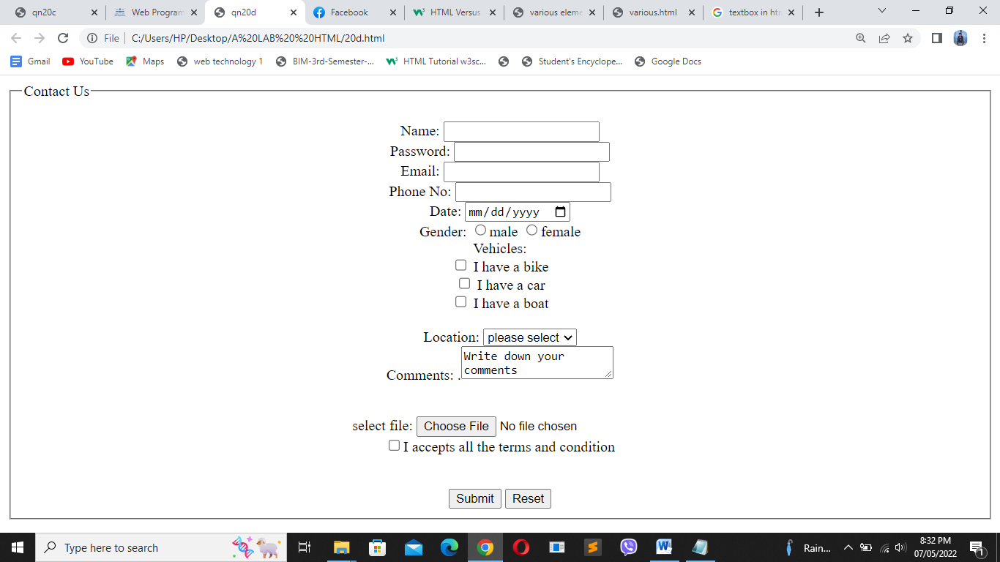 qn20c Web Program qn20d Facebook HTML Versus various eleme various.html textbox in htm
File C:/Users/HP/Desktop/A%20LAB%20%20HTML/20d.html
Gmail YouTube Maps web technology 1 BIM-3rd-Semester-... HTML Tutorial w3sc... Student's Encyclope... Google Docs
Contact Us
Name:
Password:
Email:
Phone No:
Date: mm/dd/yyyy
Gender: male female
Vehicles:
I have a bike
I have a car
I have a boat
Location: please select
Write down your
comments
Comments: .
select file: Choose File No file chosen
I accepts all the terms and condition
Submit Reset
Type here to search Rain... 8:32 PM
07/05/2022 1